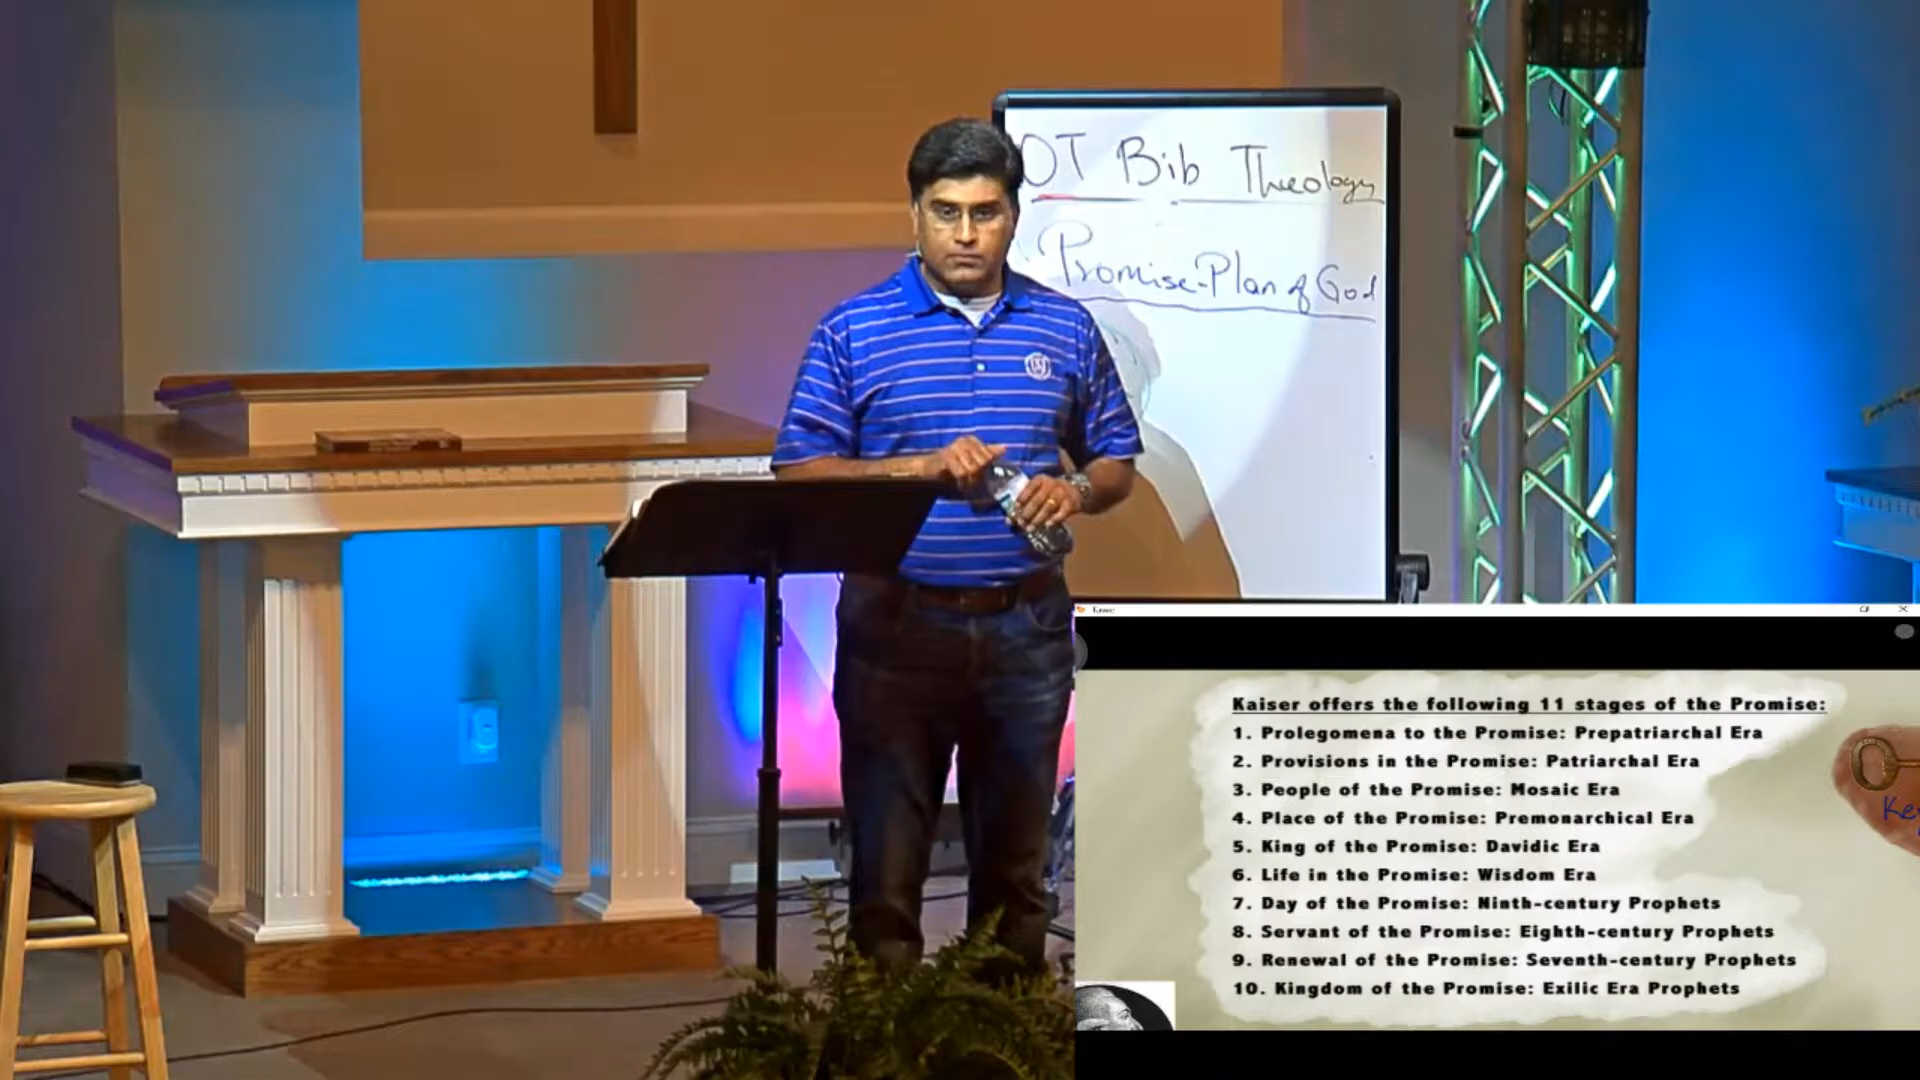 OT Bib Theology
Promise-Plan of God
Kaiser offers the following 11 stages of the Promise:
1. Prolegomena to the Promise: Prepatriarchal Era
2. Provisions in the Promise: Patriarchal Era
3. People of the Promise: Mosaic Era
4. Place of the Promise: Premonarchical Era
5. King of the Promise: Davidic Era
6. Life in the Promise: Wisdom Era
7. Day of the Promise: Ninth-century Prophets
8. Servant of the Promise: Eighth-century Prophets
9. Renewal of the Promise: Seventh-century Prophets
10. Kingdom of the Promise: Exilic Era Prophets